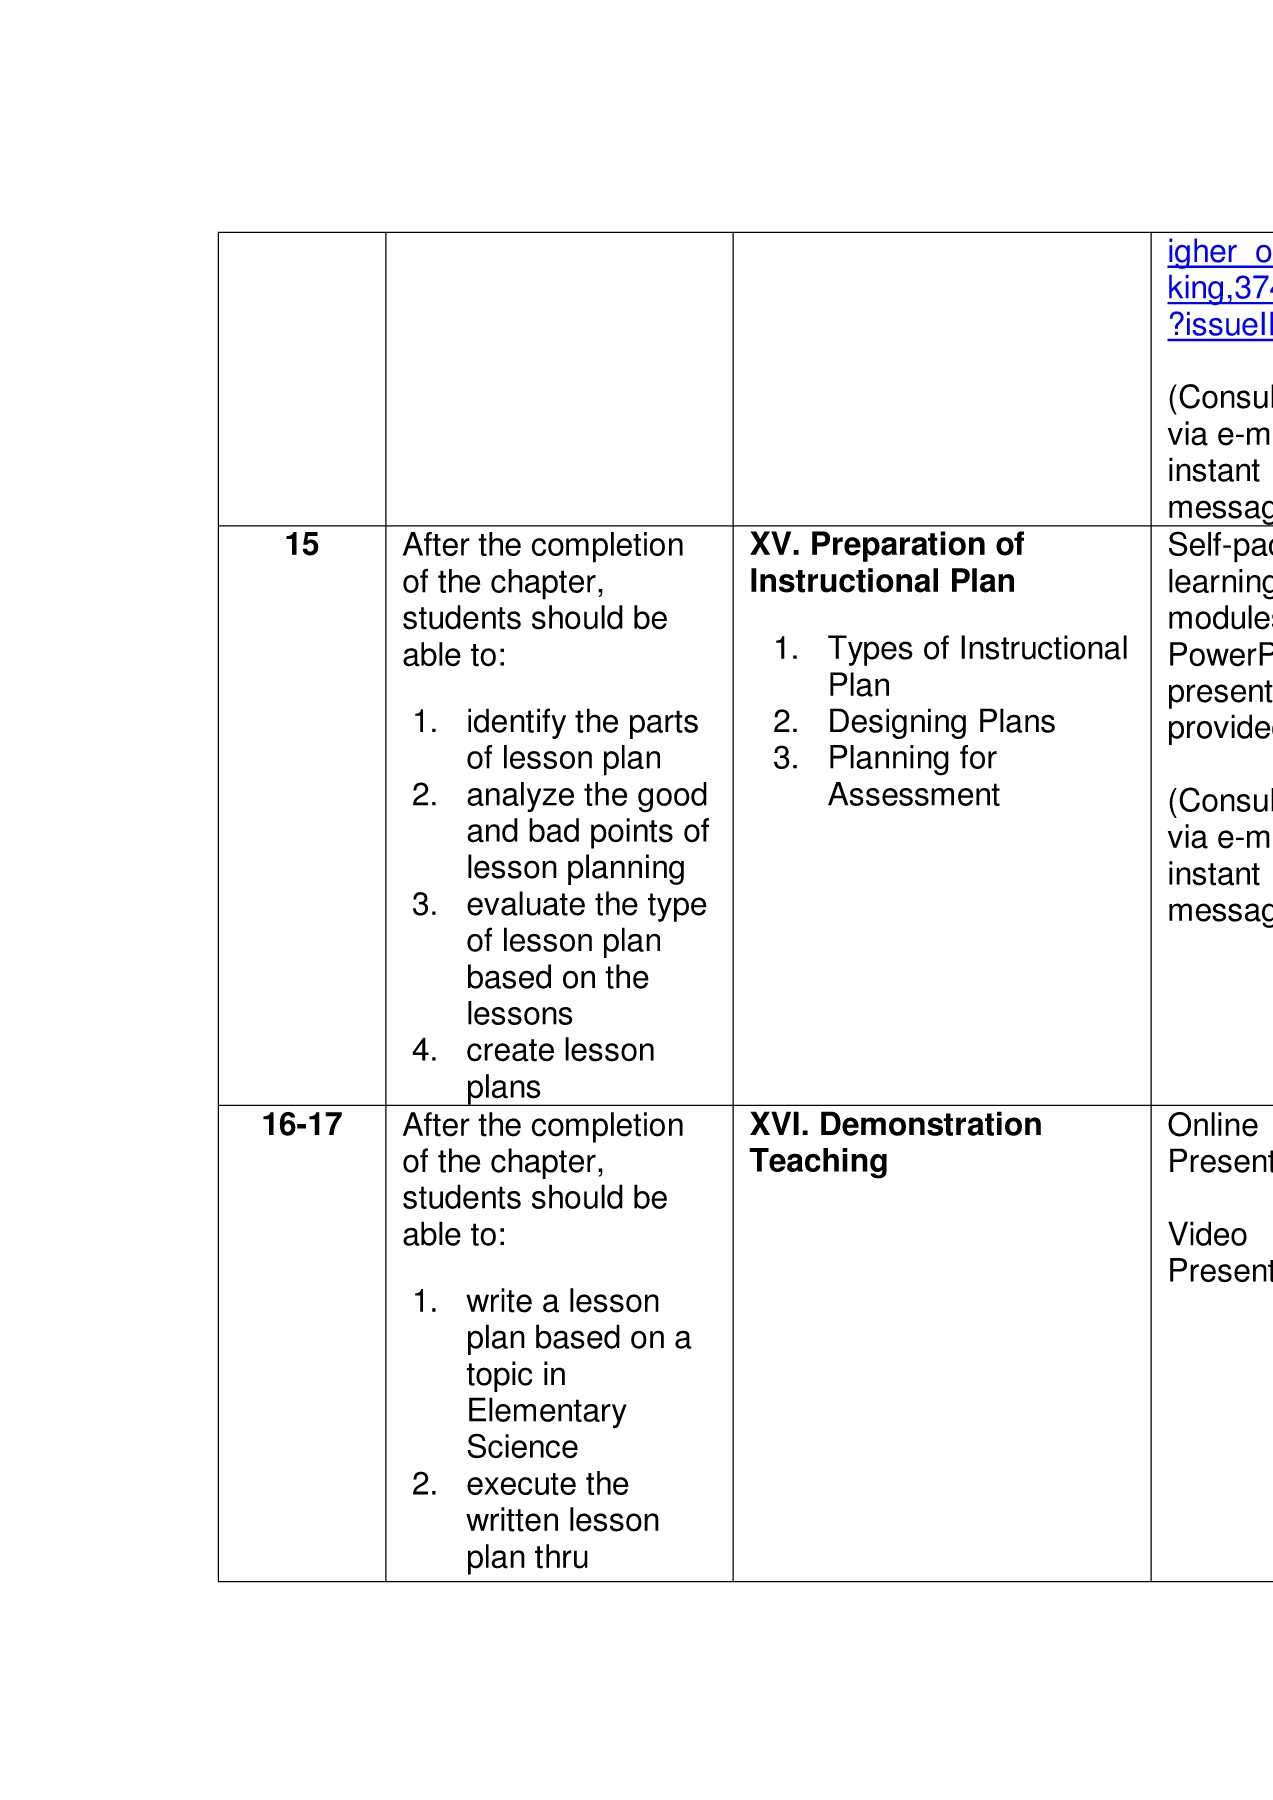 igher o
king,374
?issueI
(Consul
via e-m
instant
messag
15
After the completion
of the chapter,
students should be
able to:
1. identify the parts
of lesson plan
2. analyze the good
and bad points of
lesson planning
3. evaluate the type
of lesson plan
based on the
lessons
4. create lesson
plans
XV. Preparation of
Instructional Plan
1. Types of Instructional
Plan
2. Designing Plans
3. Planning for
Assessment
Self-pac
learning
modules
PowerP
present
provided
(Consul
via e-m
instant
messag
16-17
After the completion
of the chapter,
students should be
able to:
1. write a lesson
plan based on a
topic in
Elementary
Science
2. execute the
written lesson
plan thru
XVI. Demonstration
Teaching
Online
Present
Video
Present